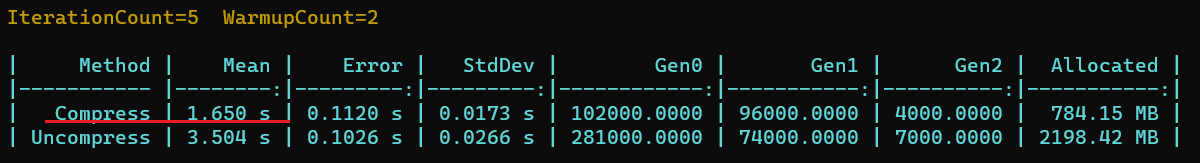 IterationCount=5  WarmupCount=2
|     Method |    Mean |    Error |   StdDev |        Gen0 |       Gen1 |      Gen2 |  Allocated |
|----------- |--------:|---------:|---------:|------------:|-----------:|----------:|-----------:|
|   Compress | 1.650 s | 0.1120 s | 0.0173 s | 102000.0000 | 96000.0000 | 4000.0000 |  784.15 MB |
| Uncompress | 3.504 s | 0.1026 s | 0.0266 s | 281000.0000 | 74000.0000 | 7000.0000 | 2198.42 MB |